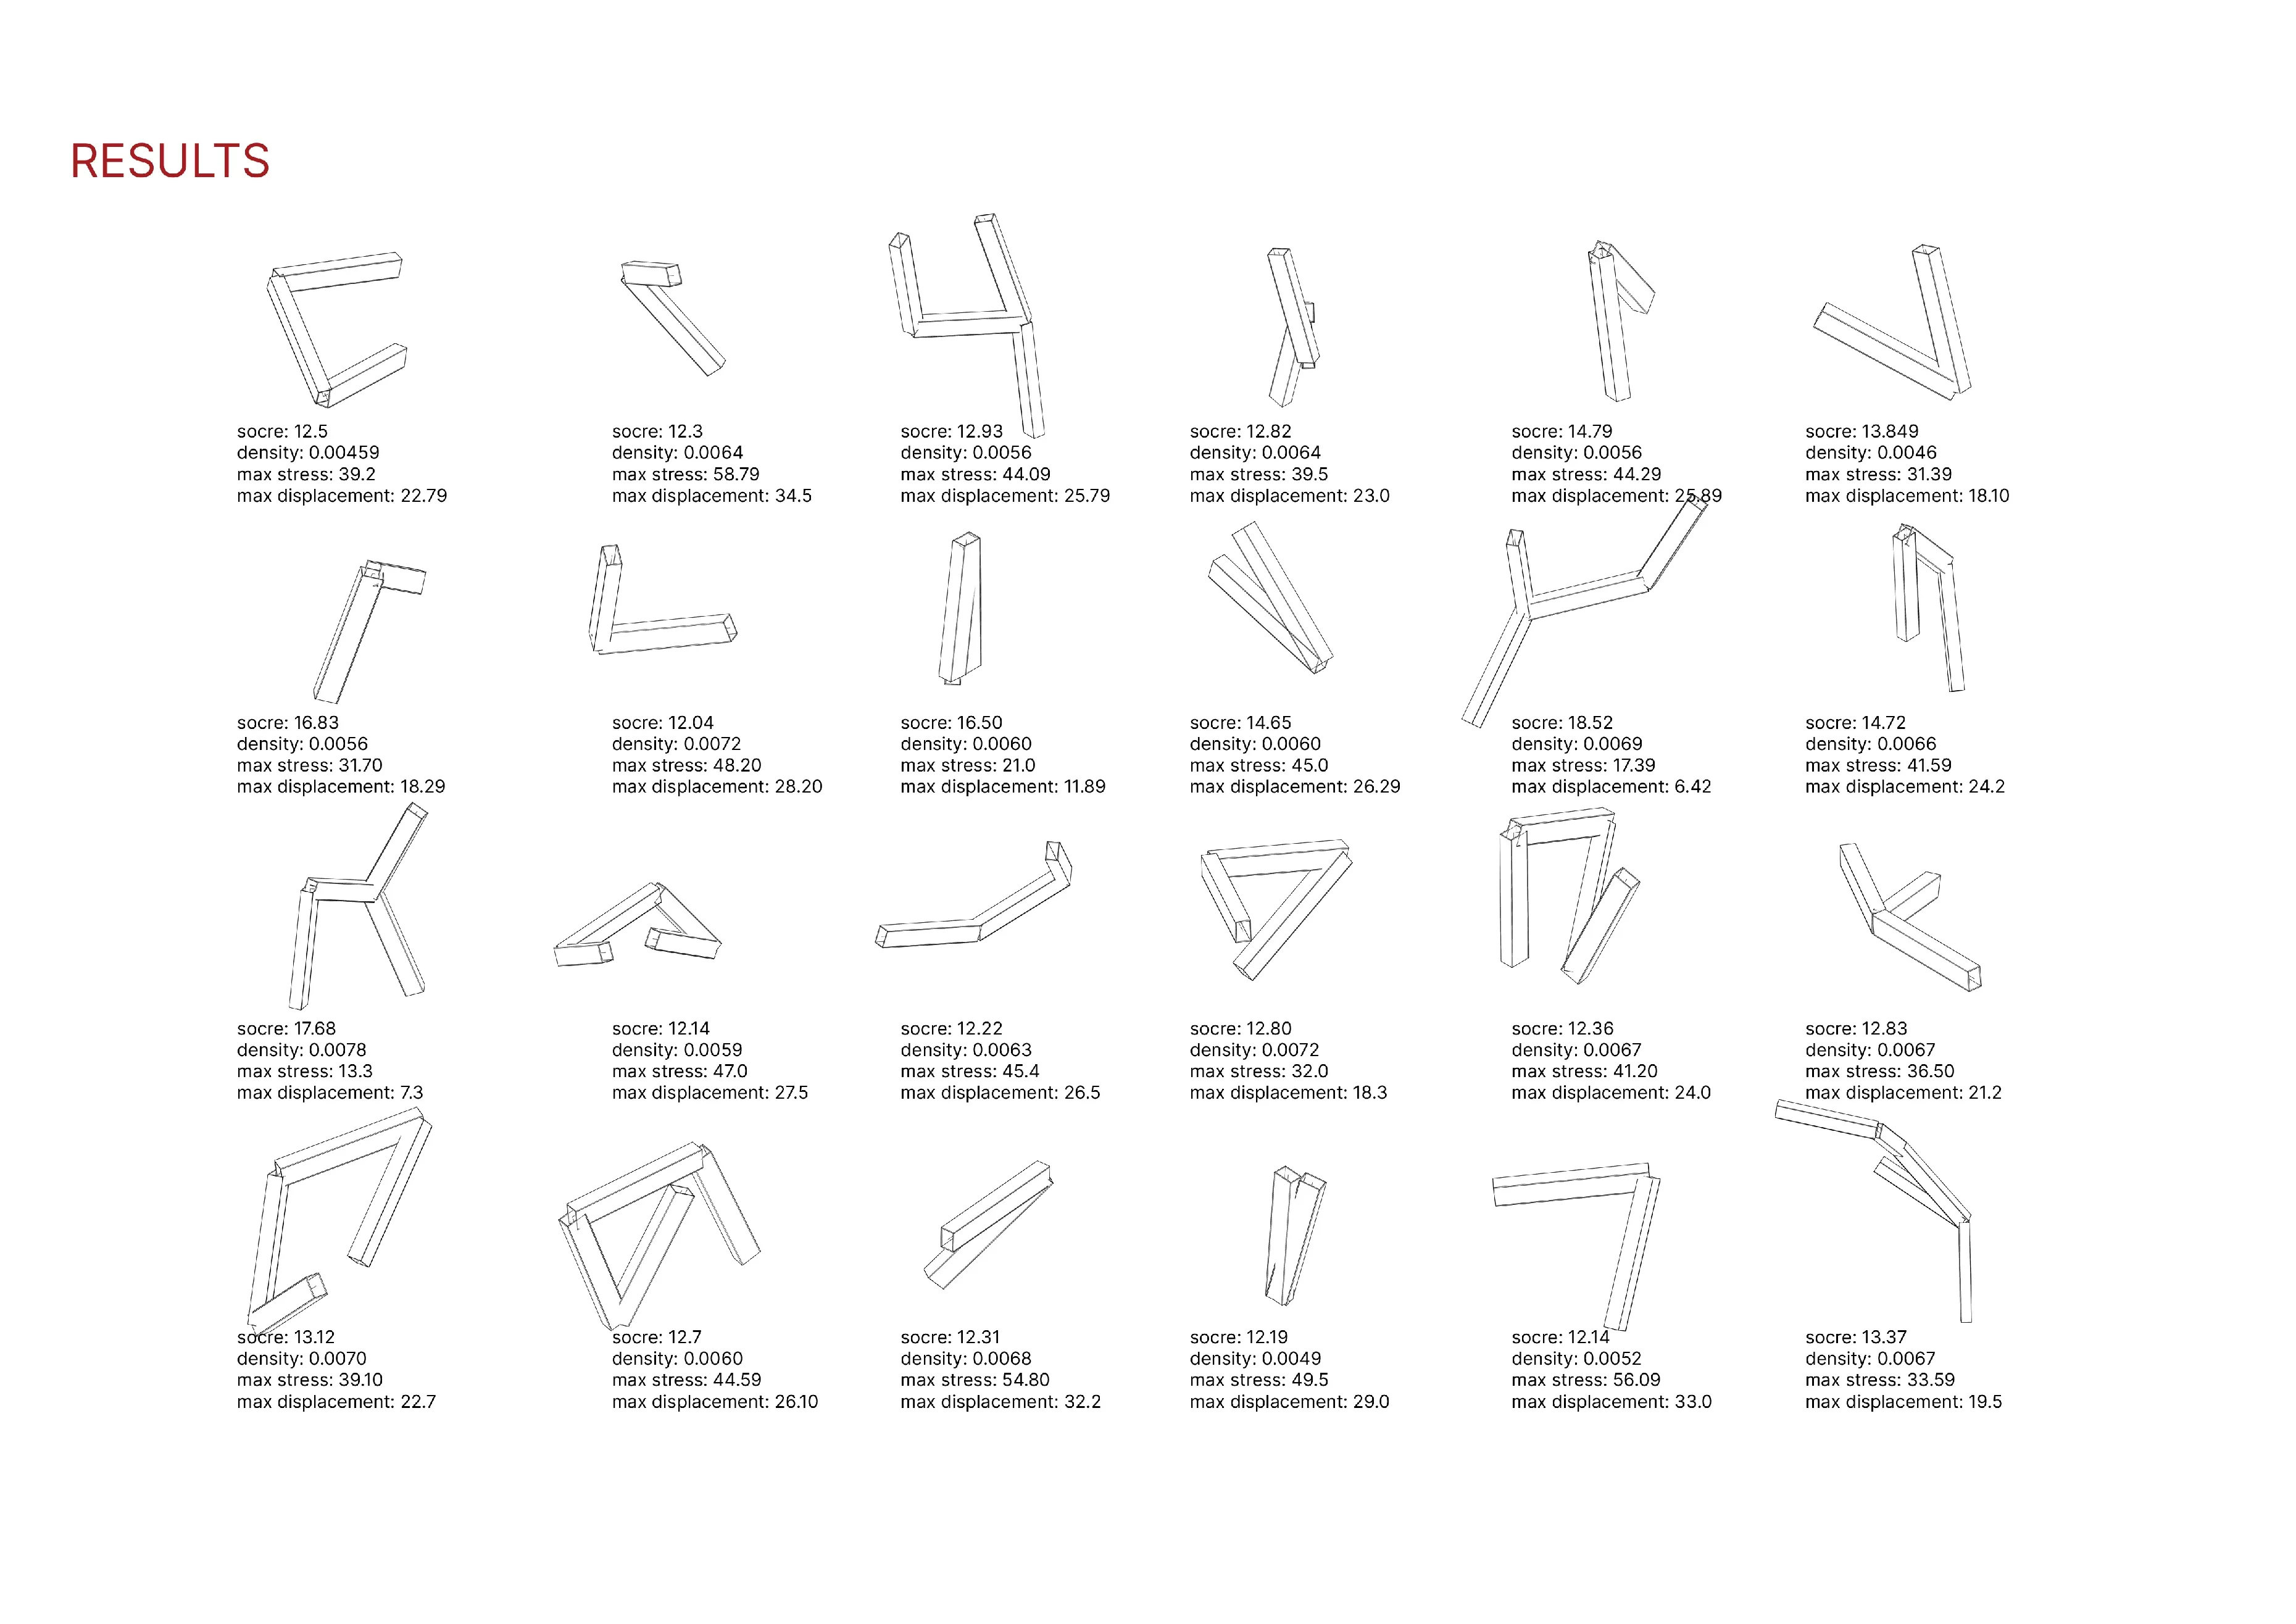 RESULTS
socre: 12.5
density: 0.00459
max stress: 39.2
max displacement: 22.79
socre: 12.3
density: 0.0064
max stress: 58.79
max displacement: 34.5
socre: 12.93
density: 0.0056
max stress: 44.09
max displacement: 25.79
socre: 12.82
density: 0.0064
max stress: 39.5
max displacement: 23.0
socre: 14.79
density: 0.0056
max stress: 44.29
max displacement: 25.89
socre: 13.849
density: 0.0046
max stress: 31.39
max displacement: 18.10
socre: 16.83
density: 0.0056
max stress: 31.70
max displacement: 18.29
socre: 12.04
density: 0.0072
max stress: 48.20
max displacement: 28.20
socre: 16.50
density: 0.0060
max stress: 21.0
max displacement: 11.89
socre: 14.65
density: 0.0060
max stress: 45.0
max displacement: 26.29
socre: 18.52
density: 0.0069
max stress: 17.39
max displacement: 6.42
socre: 14.72
density: 0.0066
max stress: 41.59
max displacement: 24.2
socre: 17.68
density: 0.0078
max stress: 13.3
max displacement: 7.3
socre: 12.14
density: 0.0059
max stress: 47.0
max displacement: 27.5
socre: 12.22
density: 0.0063
max stress: 45.4
max displacement: 26.5
socre: 12.80
density: 0.0072
max stress: 32.0
max displacement: 18.3
socre: 12.36
density: 0.0067
max stress: 41.20
max displacement: 24.0
socre: 12.83
density: 0.0067
max stress: 36.50
max displacement: 21.2
socre: 13.12
density: 0.0070
max stress: 39.10
max displacement: 22.7
socre: 12.7
density: 0.0060
max stress: 44.59
max displacement: 26.10
socre: 12.31
density: 0.0068
max stress: 54.80
max displacement: 32.2
socre: 12.19
density: 0.0049
max stress: 49.5
max displacement: 29.0
socre: 12.14
density: 0.0052
max stress: 56.09
max displacement: 33.0
socre: 13.37
density: 0.0067
max stress: 33.59
max displacement: 19.5